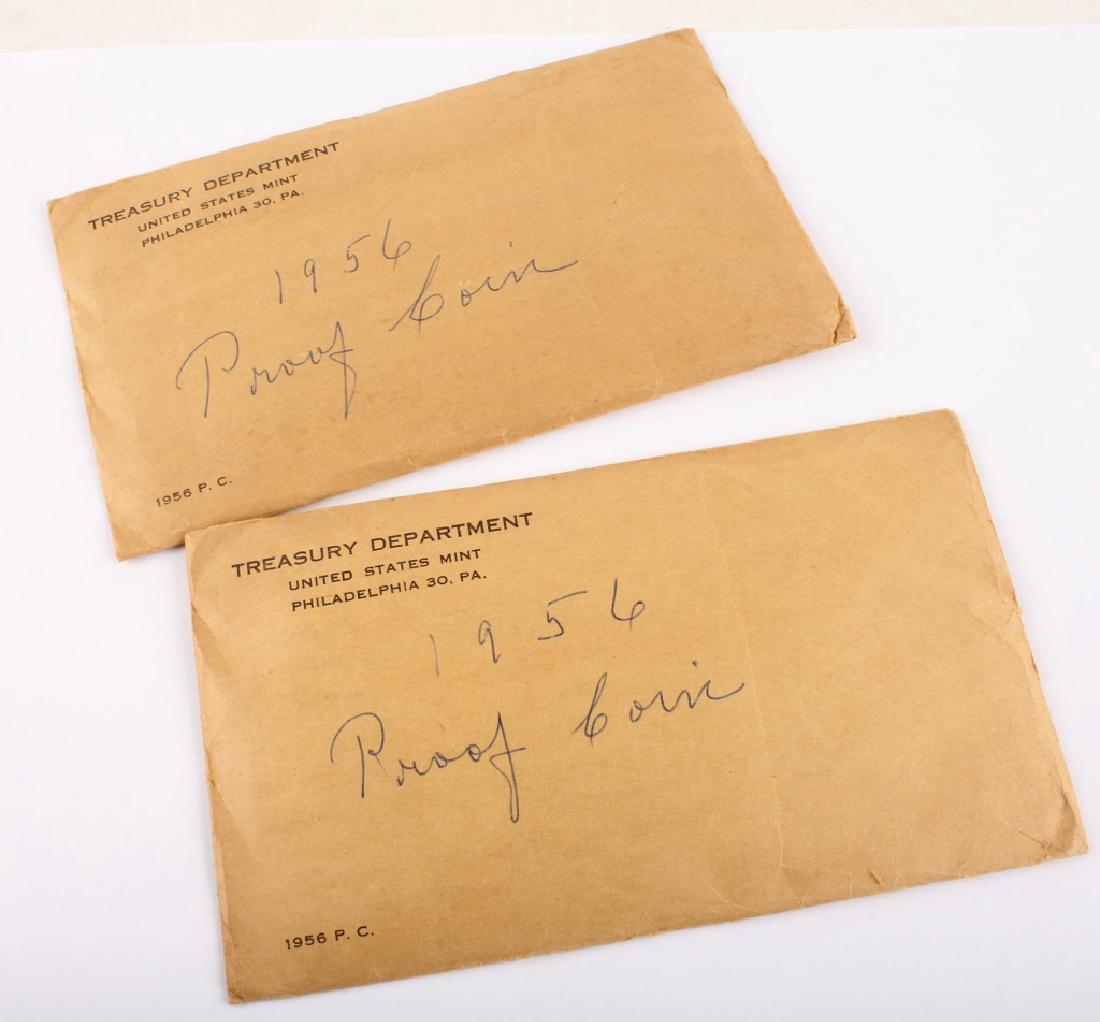 TREASURY DEPARTMENT
UNITED STATES MINT
PHILADELPHIA 30, PA.
1956
Proof Coin
1956 P. C.
TREASURY DEPARTMENT
UNITED STATES MINT
PHILADELPHIA 30, PA.
1956
Proof Coin
1956 P. C.